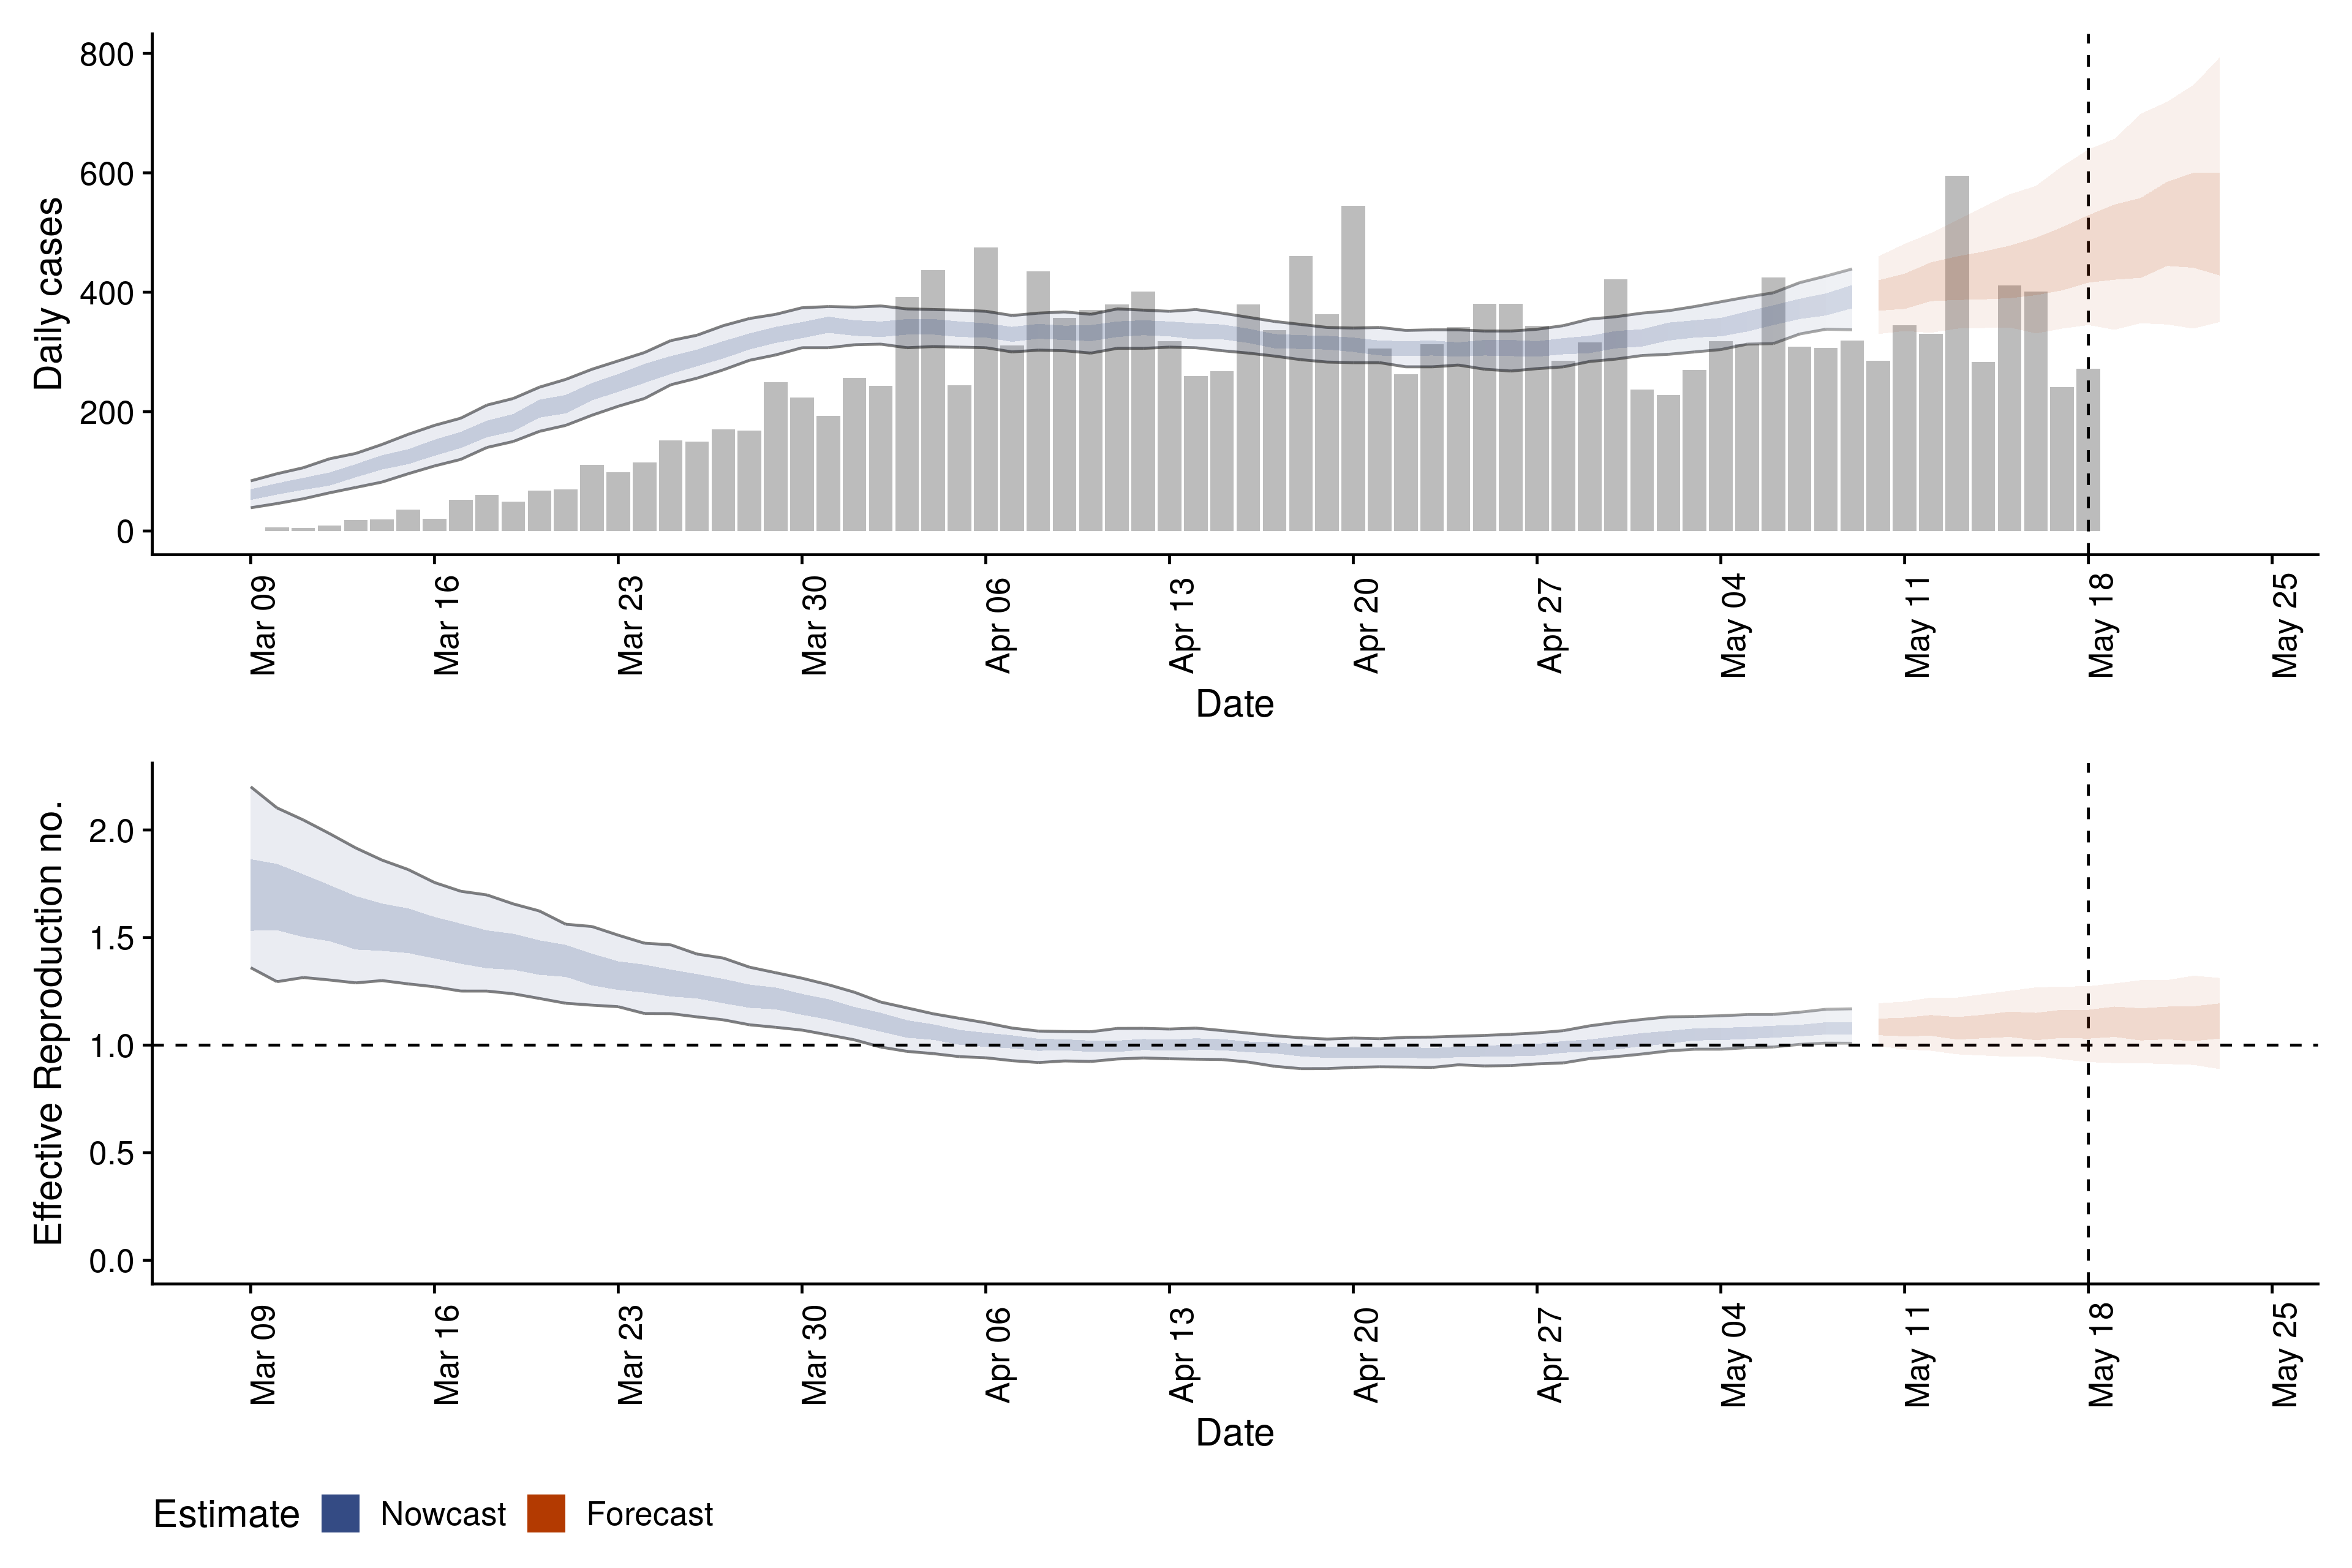 Daily cases
800
600
400
200
0
Mar 09
Mar 16
Mar 23
Mar 30
Apr 06
Apr 13
Apr 20
Apr 27
May 04
May 11
May 18
May 25
Date
Effective Reproduction no.
2.0
1.5
1.0
0.5
0.0
Mar 09
Mar 16
Mar 23
Mar 30
Apr 06
Apr 13
Apr 20
Apr 27
May 04
May 11
May 18
May 25
Date
Estimate Nowcast Forecast